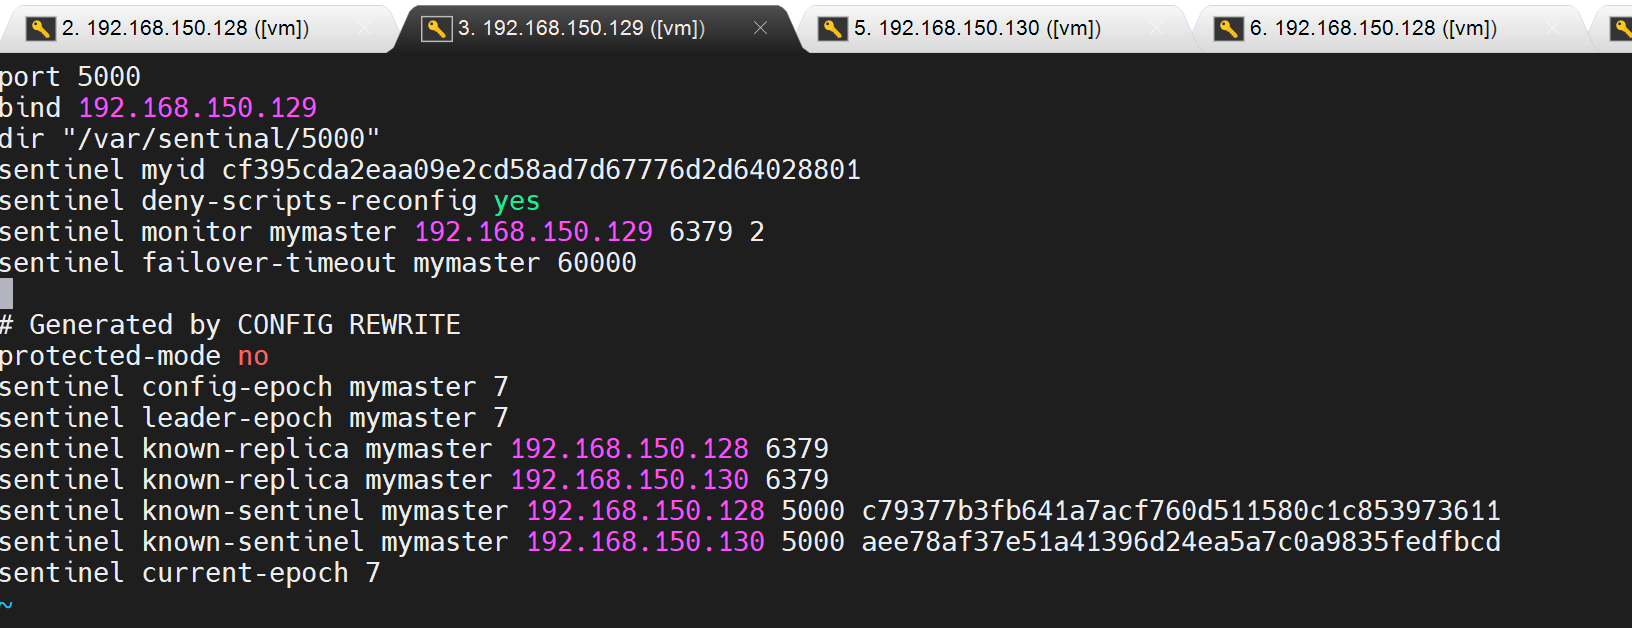 2. 192.168.150.128 ([vm])
3. 192.168.150.129 ([vm])
5. 192.168.150.130 ([vm])
6. 192.168.150.128 ([vm])
port 5000
bind 192.168.150.129
dir "/var/sentinal/5000"
sentinel myid cf395cda2eaa09e2cd58ad7d67776d2d64028801
sentinel deny-scripts-reconfig yes
sentinel monitor mymaster 192.168.150.129 6379 2
sentinel failover-timeout mymaster 60000
# Generated by CONFIG REWRITE
protected-mode no
sentinel config-epoch mymaster 7
sentinel leader-epoch mymaster 7
sentinel known-replica mymaster 192.168.150.128 6379
sentinel known-replica mymaster 192.168.150.130 6379
sentinel known-sentinel mymaster 192.168.150.128 5000 c79377b3fb641a7acf760d511580c1c853973611
sentinel known-sentinel mymaster 192.168.150.130 5000 aee78af37e51a41396d24ea5a7c0a9835fedfbcd
sentinel current-epoch 7
~